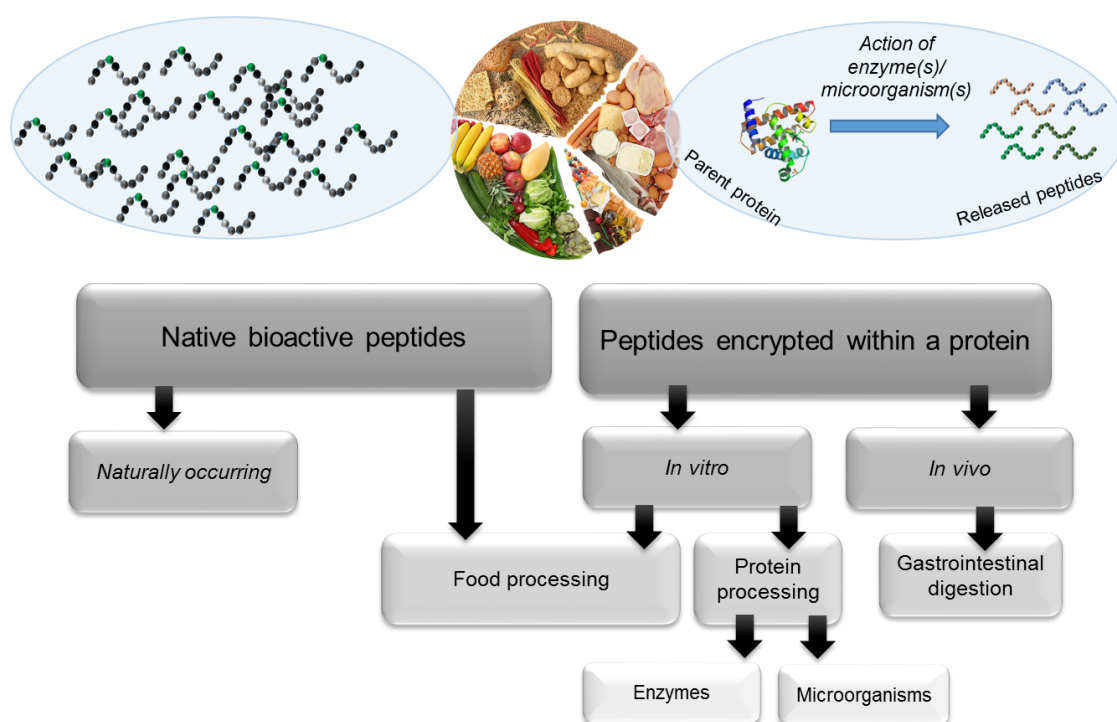 Action of
enzyme(s)/
microorganism(s)
Parent protein
Released peptides
Native bioactive peptides
Peptides encrypted within a protein
Naturally occurring
In vitro
In vivo
Food processing
Protein
processing
Gastrointestinal
digestion
Enzymes
Microorganisms